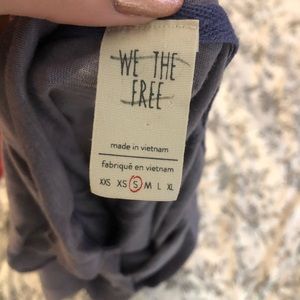 WE THE
FREE
made in vietnam
fabriqué en vietnam
XXS XS S M L XL